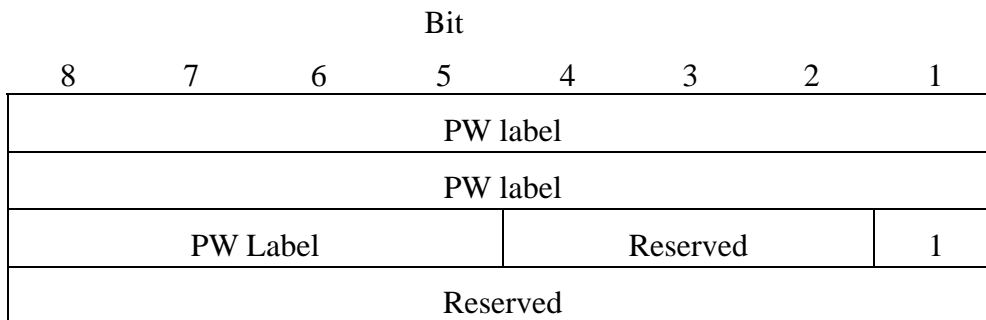 Bit
8 7 6 5 4 3 2 1
PW label
PW label
PW Label Reserved 1
Reserved